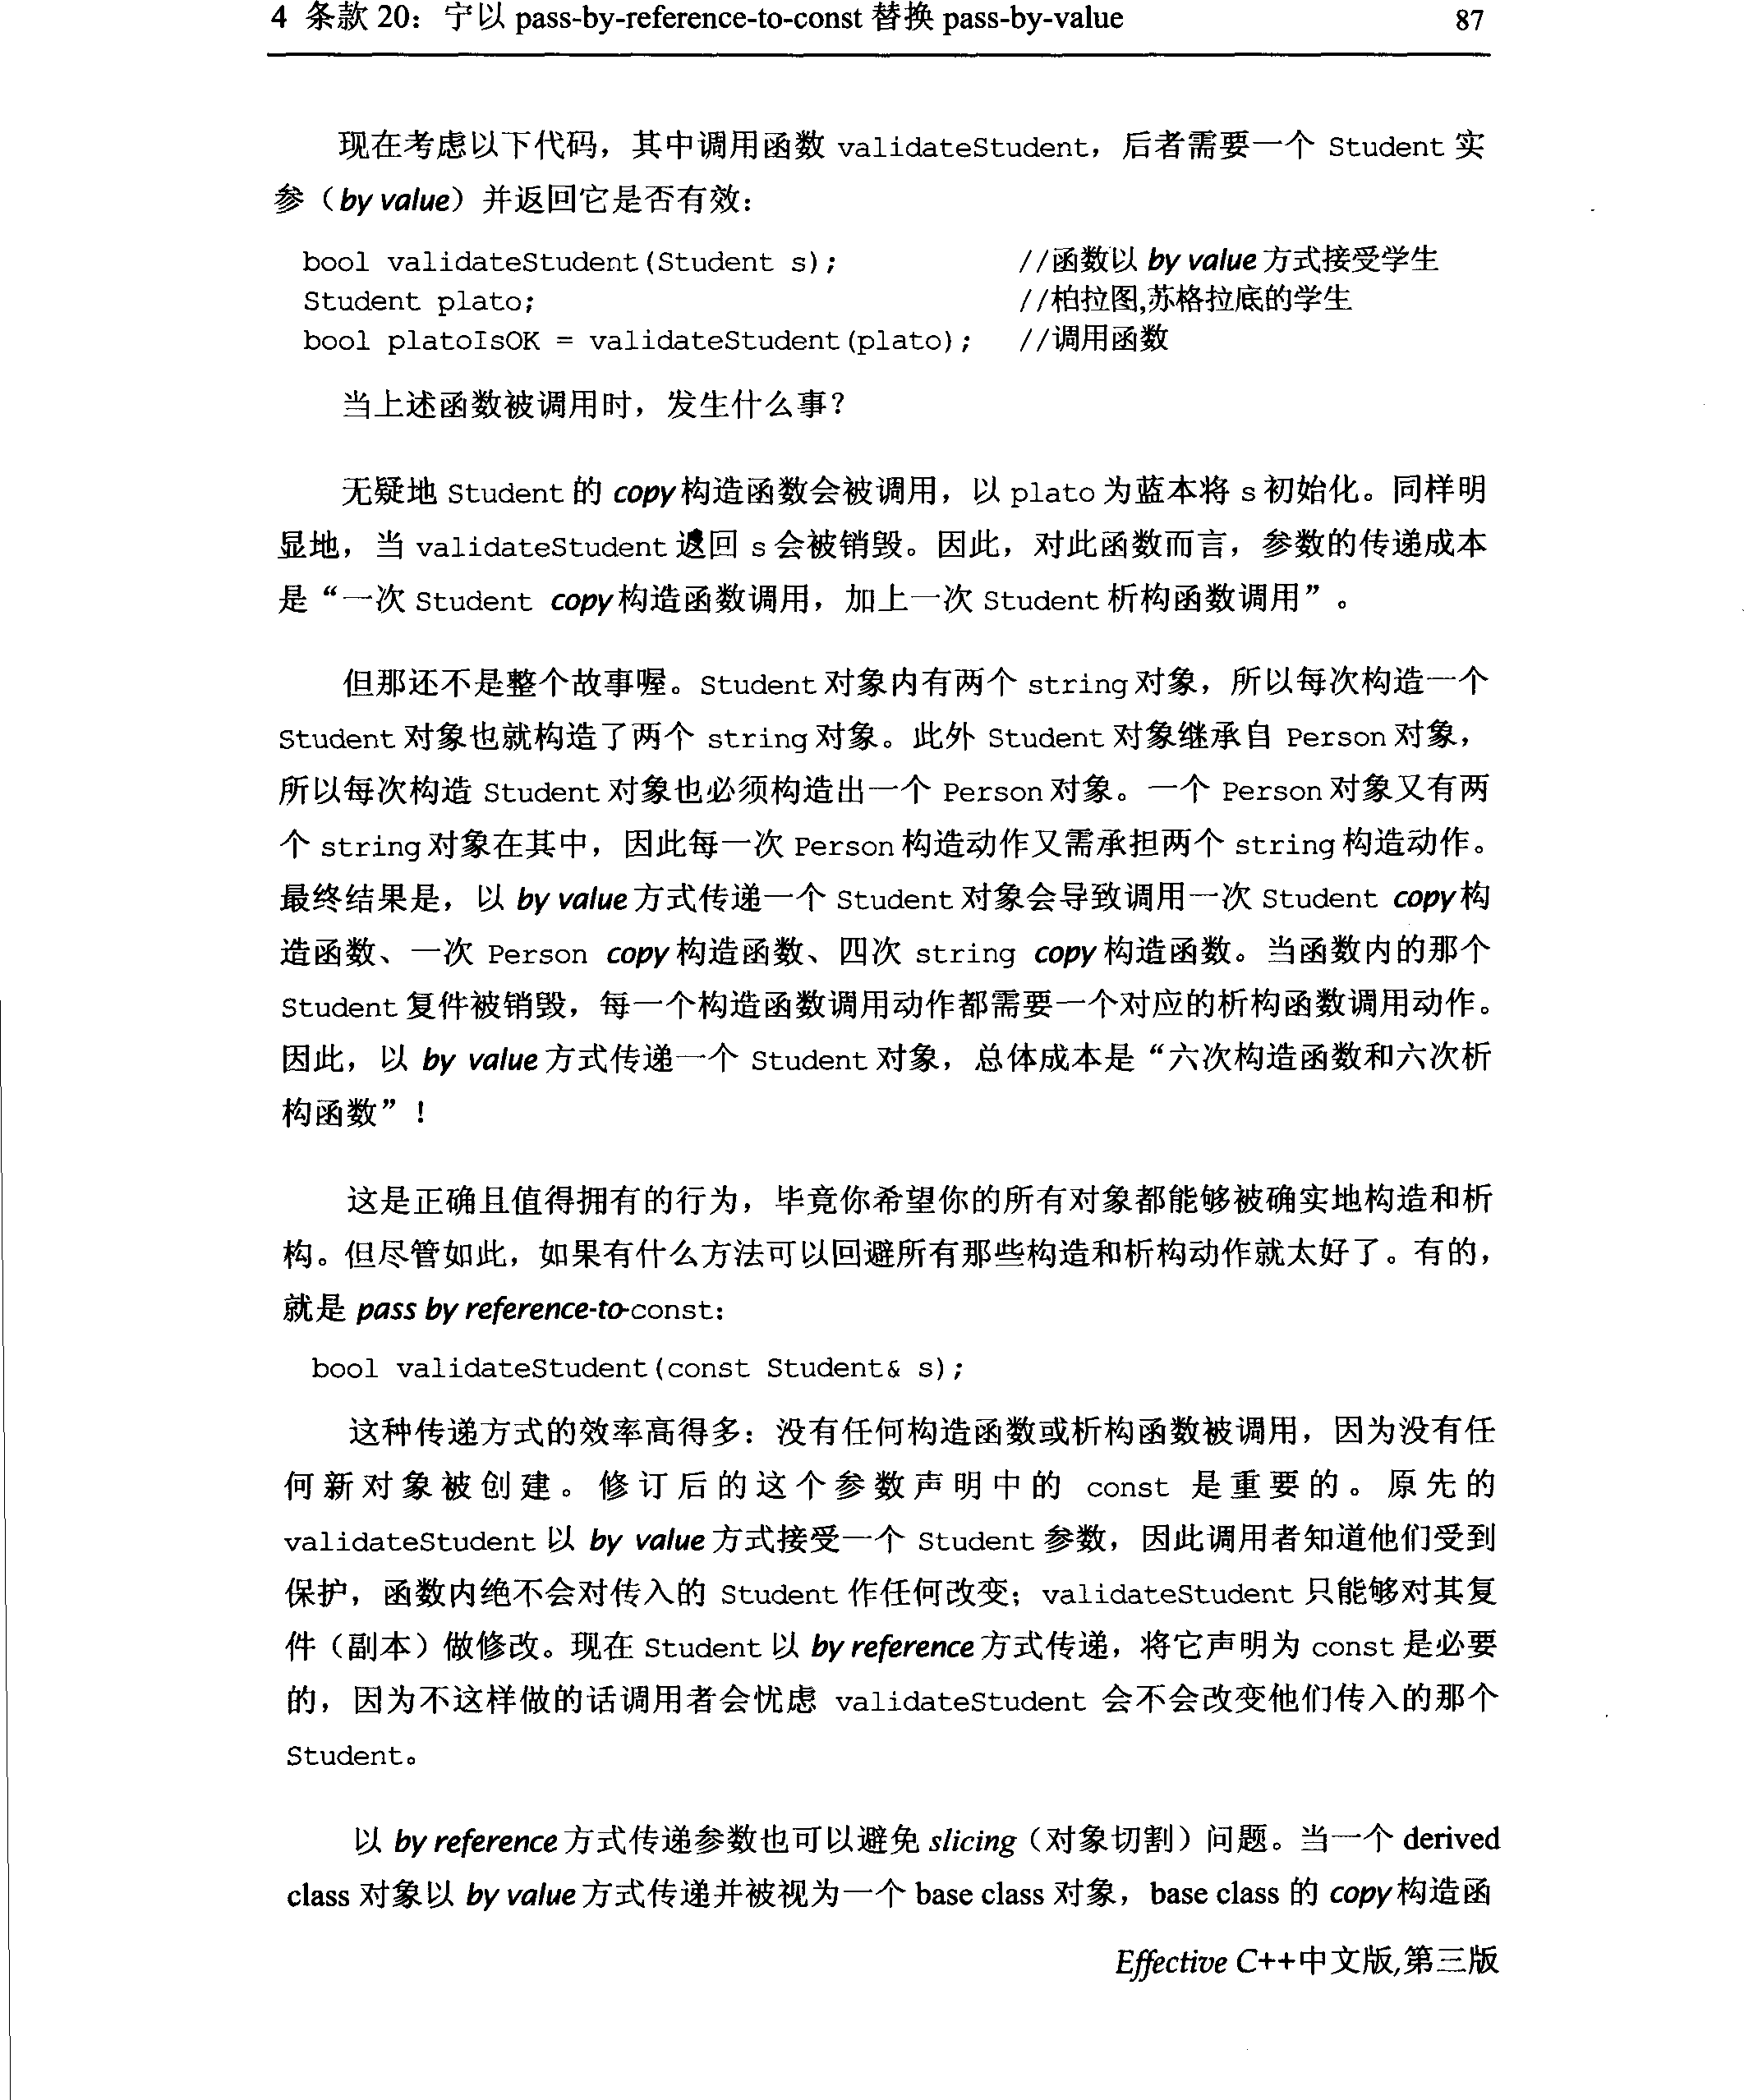 4 条款 20：宁以 pass-by-reference-to-const 替换 pass-by-value 87
现在考虑以下代码，其中调用函数 validateStudent，后者需要一个 Student 实
参（by value）并返回它是否有效：
bool validateStudent(Student s); //函数以 by value 方式接受学生
Student plato; //柏拉图,苏格拉底的学生
bool platoIsOK = validateStudent(plato); //调用函数
当上述函数被调用时，发生什么事？
无疑地 Student 的 copy 构造函数会被调用，以 plato 为蓝本将 s 初始化。同样明
显地，当 validateStudent 返回 s 会被销毁。因此，对此函数而言，参数的传递成本
是“一次 Student copy 构造函数调用，加上一次 Student 析构函数调用”。
但那还不是整个故事喔。Student 对象内有两个 string 对象，所以每次构造一个
Student 对象也就构造了两个 string 对象。此外 Student 对象继承自 Person 对象，
所以每次构造 Student 对象也必须构造出一个 Person 对象。一个 Person 对象又有两
个 string 对象在其中，因此每一次 Person 构造动作又需承担两个 string 构造动作。
最终结果是，以 by value 方式传递一个 Student 对象会导致调用一次 Student copy 构
造函数、一次 Person copy 构造函数、四次 string copy 构造函数。当函数内的那个
Student 复件被销毁，每一个构造函数调用动作都需要一个对应的析构函数调用动作。
因此，以 by value 方式传递一个 Student 对象，总体成本是“六次构造函数和六次析
构函数”！
这是正确且值得拥有的行为，毕竟你希望你的所有对象都能够被确实地构造和析
构。但尽管如此，如果有什么方法可以回避所有那些构造和析构动作就太好了。有的，
就是 pass by reference-to-const：
bool validateStudent(const Student& s);
这种传递方式的效率高得多：没有任何构造函数或析构函数被调用，因为没有任
何新对象被创建。修订后的这个参数声明中的 const 是重要的。原先的
validateStudent 以 by value 方式接受一个 Student 参数，因此调用者知道他们受到
保护，函数内绝不会对传入的 Student 作任何改变；validateStudent 只能够对其复
件（副本）做修改。现在 Student 以 by reference 方式传递，将它声明为 const 是必要
的，因为不这样做的话调用者会忧虑 validateStudent 会不会改变他们传入的那个
Student。
以 by reference 方式传递参数也可以避免 slicing（对象切割）问题。当一个 derived
class 对象以 by value 方式传递并被视为一个 base class 对象，base class 的 copy 构造函
Effective C++中文版,第三版